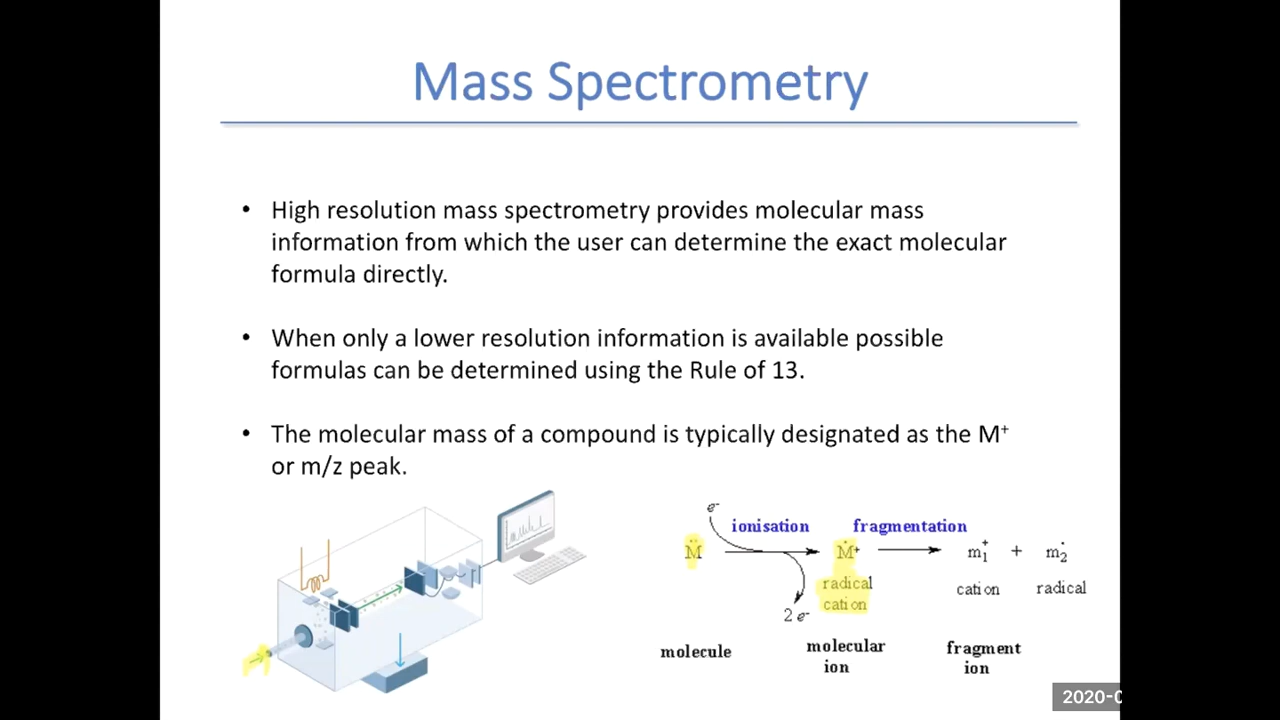 Mass Spectrometry
• High resolution mass spectrometry provides molecular mass
information from which the user can determine the exact molecular
formula directly.
• When only a lower resolution information is available possible
formulas can be determined using the Rule of 13.
• The molecular mass of a compound is typically designated as the M⁺
or m/z peak.
e⁻
ionisation
fragmentation
M̈
Ṁ⁺
m₁⁺ + m₂˙
radical
cation
cation
radical
2 e⁻
molecule
molecular
ion
fragment
ion